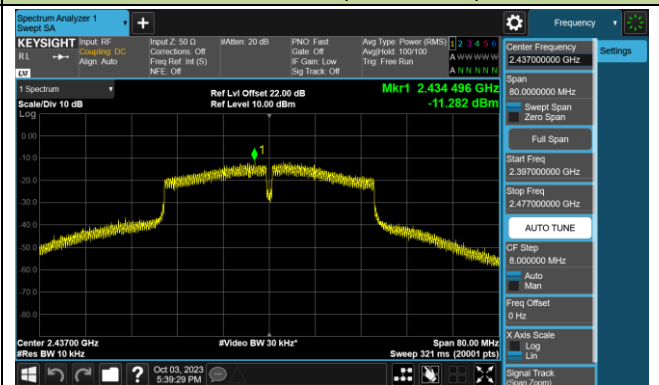 Spectrum Analyzer 1
Swept SA
Frequency
KEYSIGHT
RL
Input: RF
Coupling: DC
Align: Auto
Input Z: 50 Ω
Corrections: Off
Freq Ref: Int (S)
NFE: Off
#Atten: 20 dB
PNO: Fast
Gate: Off
IF Gain: Low
Sig Track: Off
Avg Type: Power (RMS)
Avg|Hold: 100/100
Trig: Free Run
1 2 3 4 5 6
A W W W W W
A N N N N N
LXI
1 Spectrum
Scale/Div 10 dB
Log
Ref Lvl Offset 22.00 dB
Ref Level 10.00 dBm
Mkr1 2.434 496 GHz
-11.282 dBm
1
0.00
-10.0
-20.0
-30.0
-40.0
-50.0
-60.0
-70.0
-80.0
Center 2.43700 GHz
#Res BW 10 kHz
#Video BW 30 kHz*
Span 80.00 MHz
Sweep 321 ms (20001 pts)
Oct 03, 2023
5:39:29 PM
?
Center Frequency
2.437000000 GHz
Span
80.0000000 MHz
Swept Span
Zero Span
Full Span
Start Freq
2.397000000 GHz
Stop Freq
2.477000000 GHz
AUTO TUNE
CF Step
8.000000 MHz
Auto
Man
Freq Offset
0 Hz
X Axis Scale
Log
Lin
Signal Track
(Span Zoom)
Settings